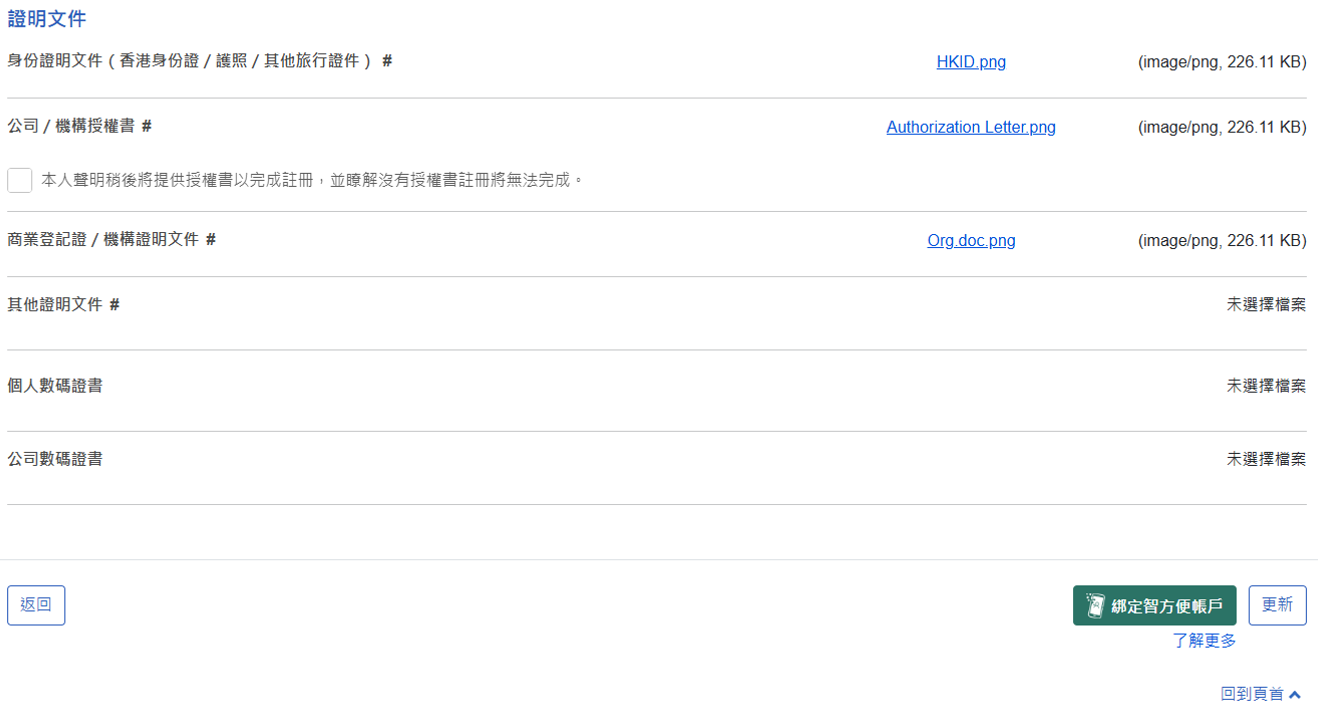 證明文件
身份證明文件 ( 香港身份證 / 護照 / 其他旅行證件 ) # HKID.png (image/png, 226.11 KB)
公司 / 機構授權書 # Authorization Letter.png (image/png, 226.11 KB)
本人聲明稍後將提供授權書以完成註冊，並瞭解沒有授權書註冊將無法完成。
商業登記證 / 機構證明文件 # Org.doc.png (image/png, 226.11 KB)
其他證明文件 # 未選擇檔案
個人數碼證書 未選擇檔案
公司數碼證書 未選擇檔案
返回 綁定智方便帳戶 更新
了解更多
回到頁首